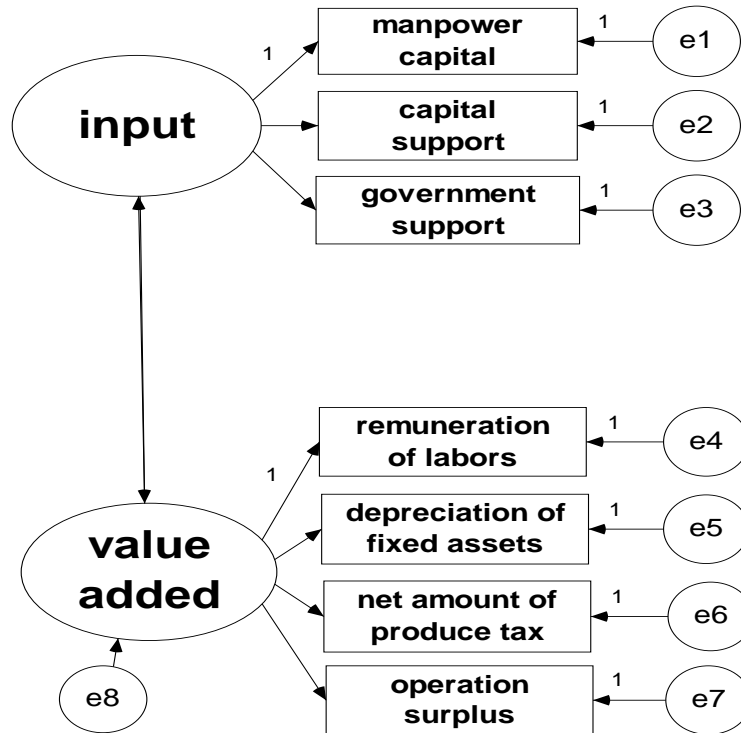 1
manpower
capital
1
e1
input
capital
support
1
e2
government
support
1
e3
1
remuneration
of labors
1
e4
value
added
depreciation of
fixed assets
1
e5
net amount of
produce tax
1
e6
e8
operation
surplus
1
e7